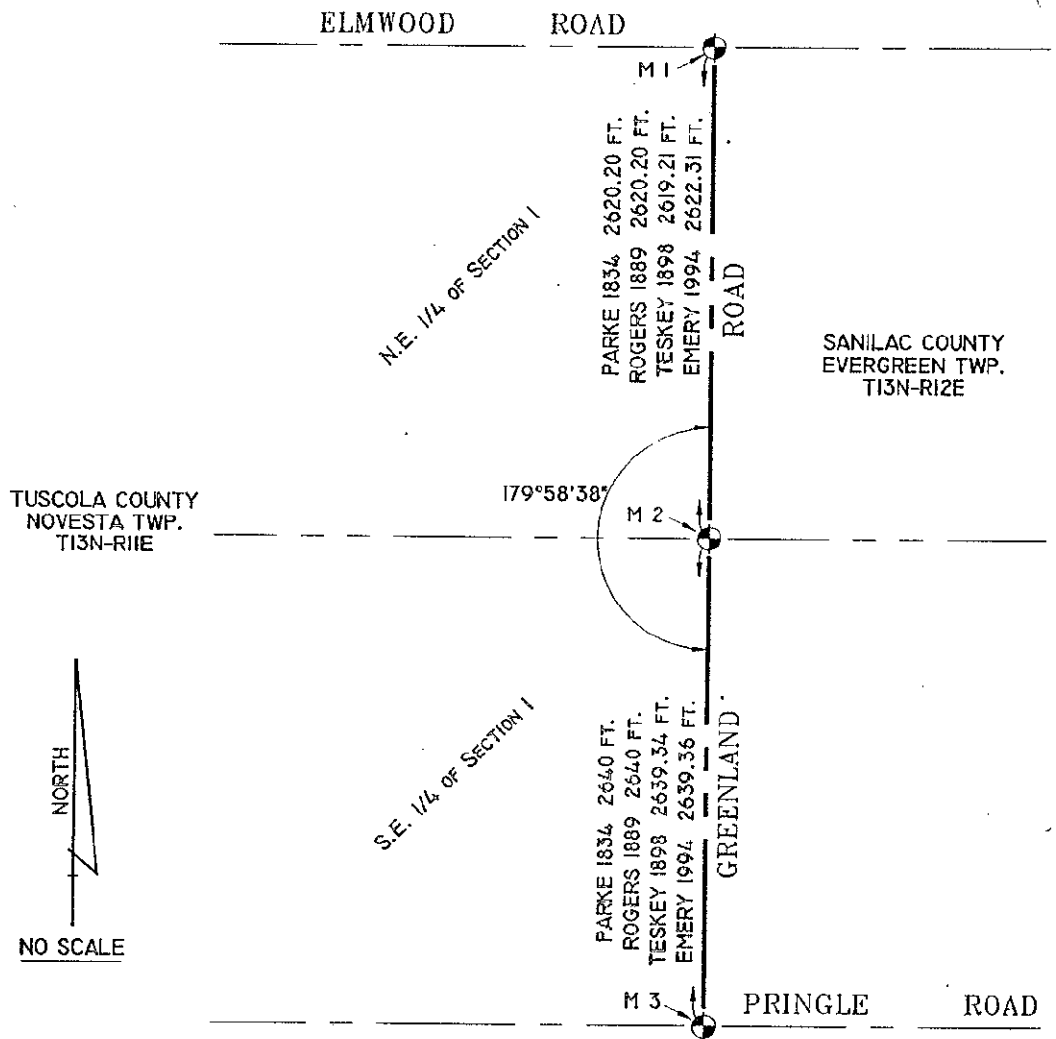 ELMWOOD ROAD
M 1
PARKE 1834 2620.20 FT.
ROGERS 1889 2620.20 FT.
TESKEY 1898 2619.21 FT.
EMERY 1994 2622.31 FT.
ROAD
N.E. 1/4 OF SECTION 1
SANILAC COUNTY
EVERGREEN TWP.
T13N-R12E
TUSCOLA COUNTY
NOVESTA TWP.
T13N-R11E
179°58'38"
M 2
S.E. 1/4 OF SECTION 1
PARKE 1834 2640 FT.
ROGERS 1889 2640 FT.
TESKEY 1898 2639.34 FT.
EMERY 1994 2639.36 FT.
GREENLAND
NORTH
NO SCALE
M 3
PRINGLE ROAD